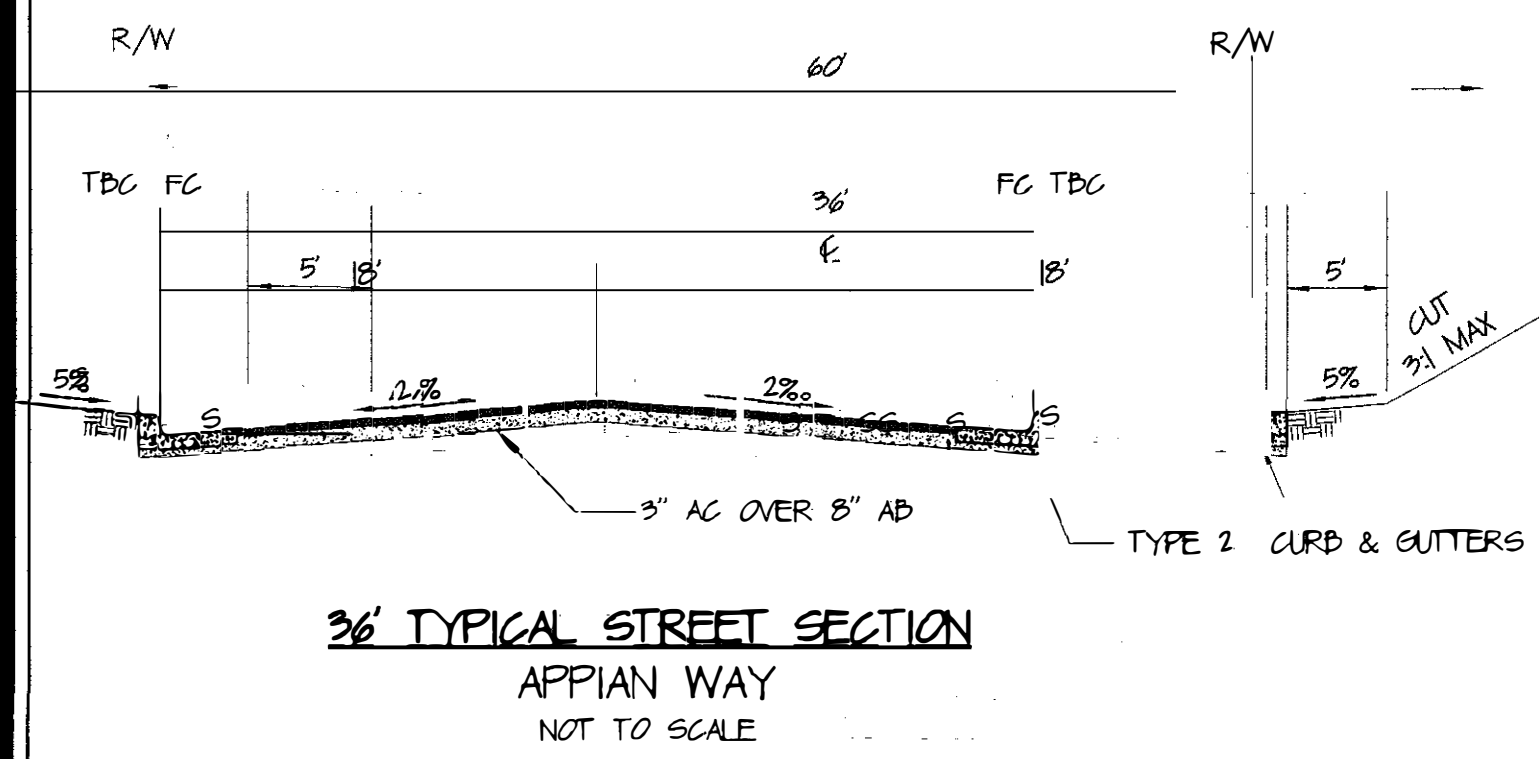 R/W
R/W
60'
TBC FC
FC TBC
36'
℄
5'
18'
18'
5'
CUT
3:1 MAX
5%
2%
2%
5%
S
S
S
S
S
3" AC OVER 8" AB
TYPE 2 CURB & GUTTERS
36' TYPICAL STREET SECTION
APPIAN WAY
NOT TO SCALE